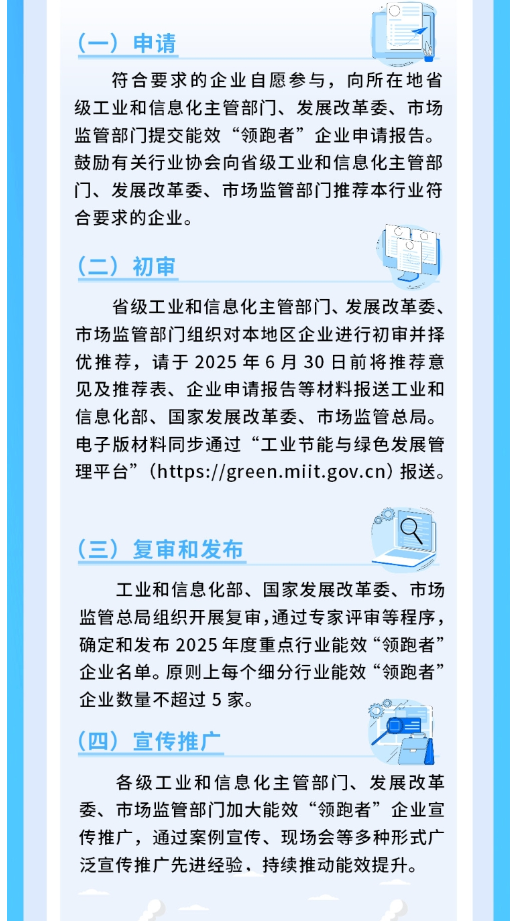 （一）申请
符合要求的企业自愿参与，向所在地省
级工业和信息化主管部门、发展改革委、市场
监管部门提交能效“领跑者”企业申请报告。
鼓励有关行业协会向省级工业和信息化主管部
门、发展改革委、市场监管部门推荐本行业符
合要求的企业。
（二）初审
省级工业和信息化主管部门、发展改革委、
市场监管部门组织对本地区企业进行初审并择
优推荐，请于 2025 年 6 月 30 日前将推荐意
见及推荐表、企业申请报告等材料报送工业和
信息化部、国家发展改革委、市场监管总局。
电子版材料同步通过“工业节能与绿色发展管
理平台”（https://green.miit.gov.cn）报送。
（三）复审和发布
工业和信息化部、国家发展改革委、市场
监管总局组织开展复审，通过专家评审等程序，
确定和发布 2025 年度重点行业能效“领跑者”
企业名单。原则上每个细分行业能效“领跑者”
企业数量不超过 5 家。
（四）宣传推广
各级工业和信息化主管部门、发展改革
委、市场监管部门加大能效“领跑者”企业宣
传推广，通过案例宣传、现场会等多种形式广
泛宣传推广先进经验，持续推动能效提升。